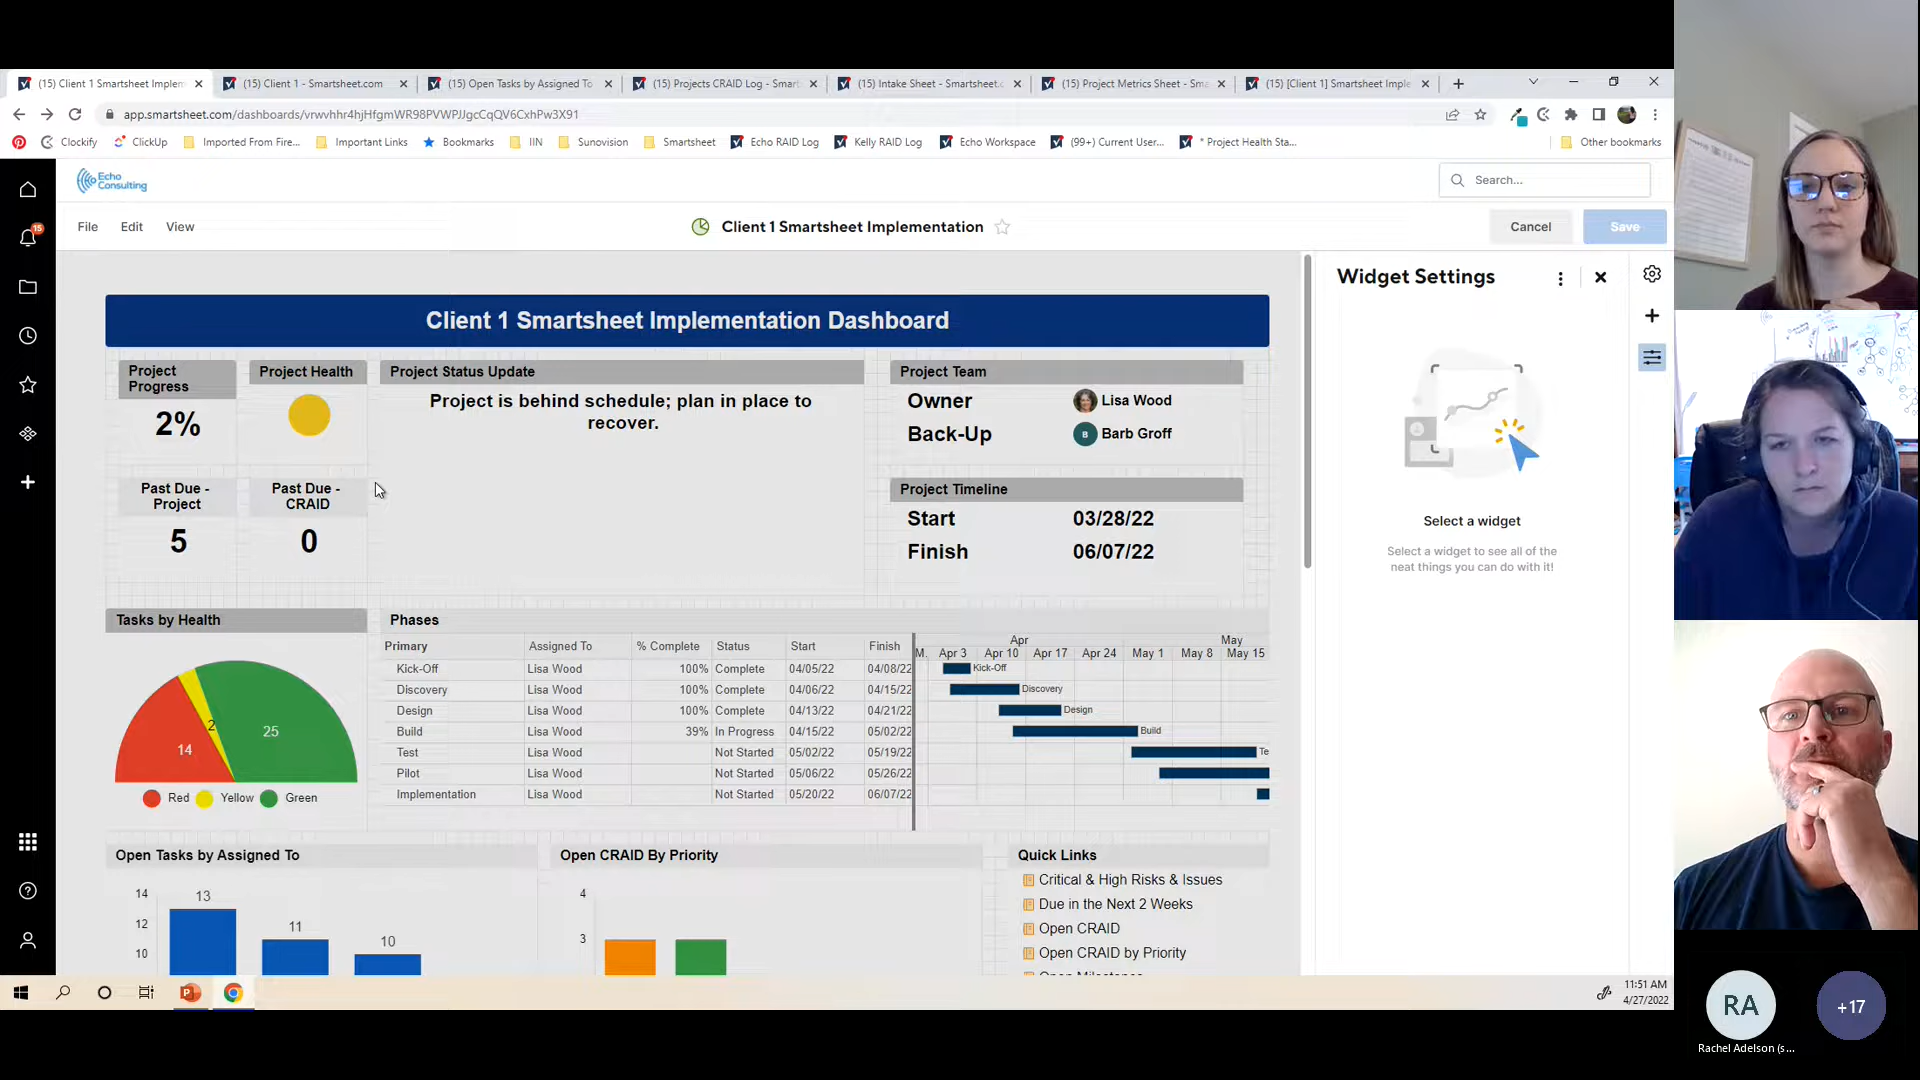 (15) Client 1 Smartsheet Implem
(15) Client 1 - Smartsheet.com
(15) Open Tasks by Assigned To
(15) Projects CRAID Log - Smart
(15) Intake Sheet - Smartsheet.c
(15) Project Metrics Sheet - Sma
(15) [Client 1] Smartsheet Imple
app.smartsheet.com/dashboards/vrwvhhr4hjHfgmWR98PVWPJJgcCqQV6CxhPw3X91
Clockify
ClickUp
Imported From Fire...
Important Links
Bookmarks
IIN
Sunovision
Smartsheet
Echo RAID Log
Kelly RAID Log
Echo Workspace
(99+) Current User...
* Project Health Sta...
Other bookmarks
Echo
Consulting
Search...
15
File Edit View
Client 1 Smartsheet Implementation
Cancel
Save
Widget Settings
Client 1 Smartsheet Implementation Dashboard
Project
Progress
2%
Project Health
Project Status Update
Project is behind schedule; plan in place to
recover.
Project Team
Owner Lisa Wood
Back-Up B Barb Groff
Past Due -
Project
5
Past Due -
CRAID
0
Project Timeline
Start 03/28/22
Finish 06/07/22
Select a widget
Select a widget to see all of the
neat things you can do with it!
Tasks by Health
14
2
25
Red Yellow Green
Phases
Primary Assigned To % Complete Status Start Finish
Kick-Off Lisa Wood 100% Complete 04/05/22 04/08/22
Discovery Lisa Wood 100% Complete 04/06/22 04/15/22
Design Lisa Wood 100% Complete 04/13/22 04/21/22
Build Lisa Wood 39% In Progress 04/15/22 05/02/22
Test Lisa Wood Not Started 05/02/22 05/19/22
Pilot Lisa Wood Not Started 05/06/22 05/26/22
Implementation Lisa Wood Not Started 05/20/22 06/07/22
Apr May
M. Apr 3 Apr 10 Apr 17 Apr 24 May 1 May 8 May 15
Kick-Off
Discovery
Design
Build
Te
Open Tasks by Assigned To
14
12
10
13
11
10
Open CRAID By Priority
4
3
Quick Links
Critical & High Risks & Issues
Due in the Next 2 Weeks
Open CRAID
Open CRAID by Priority
Open Milestones
11:51 AM
4/27/2022
RA
+17
Rachel Adelson (s...